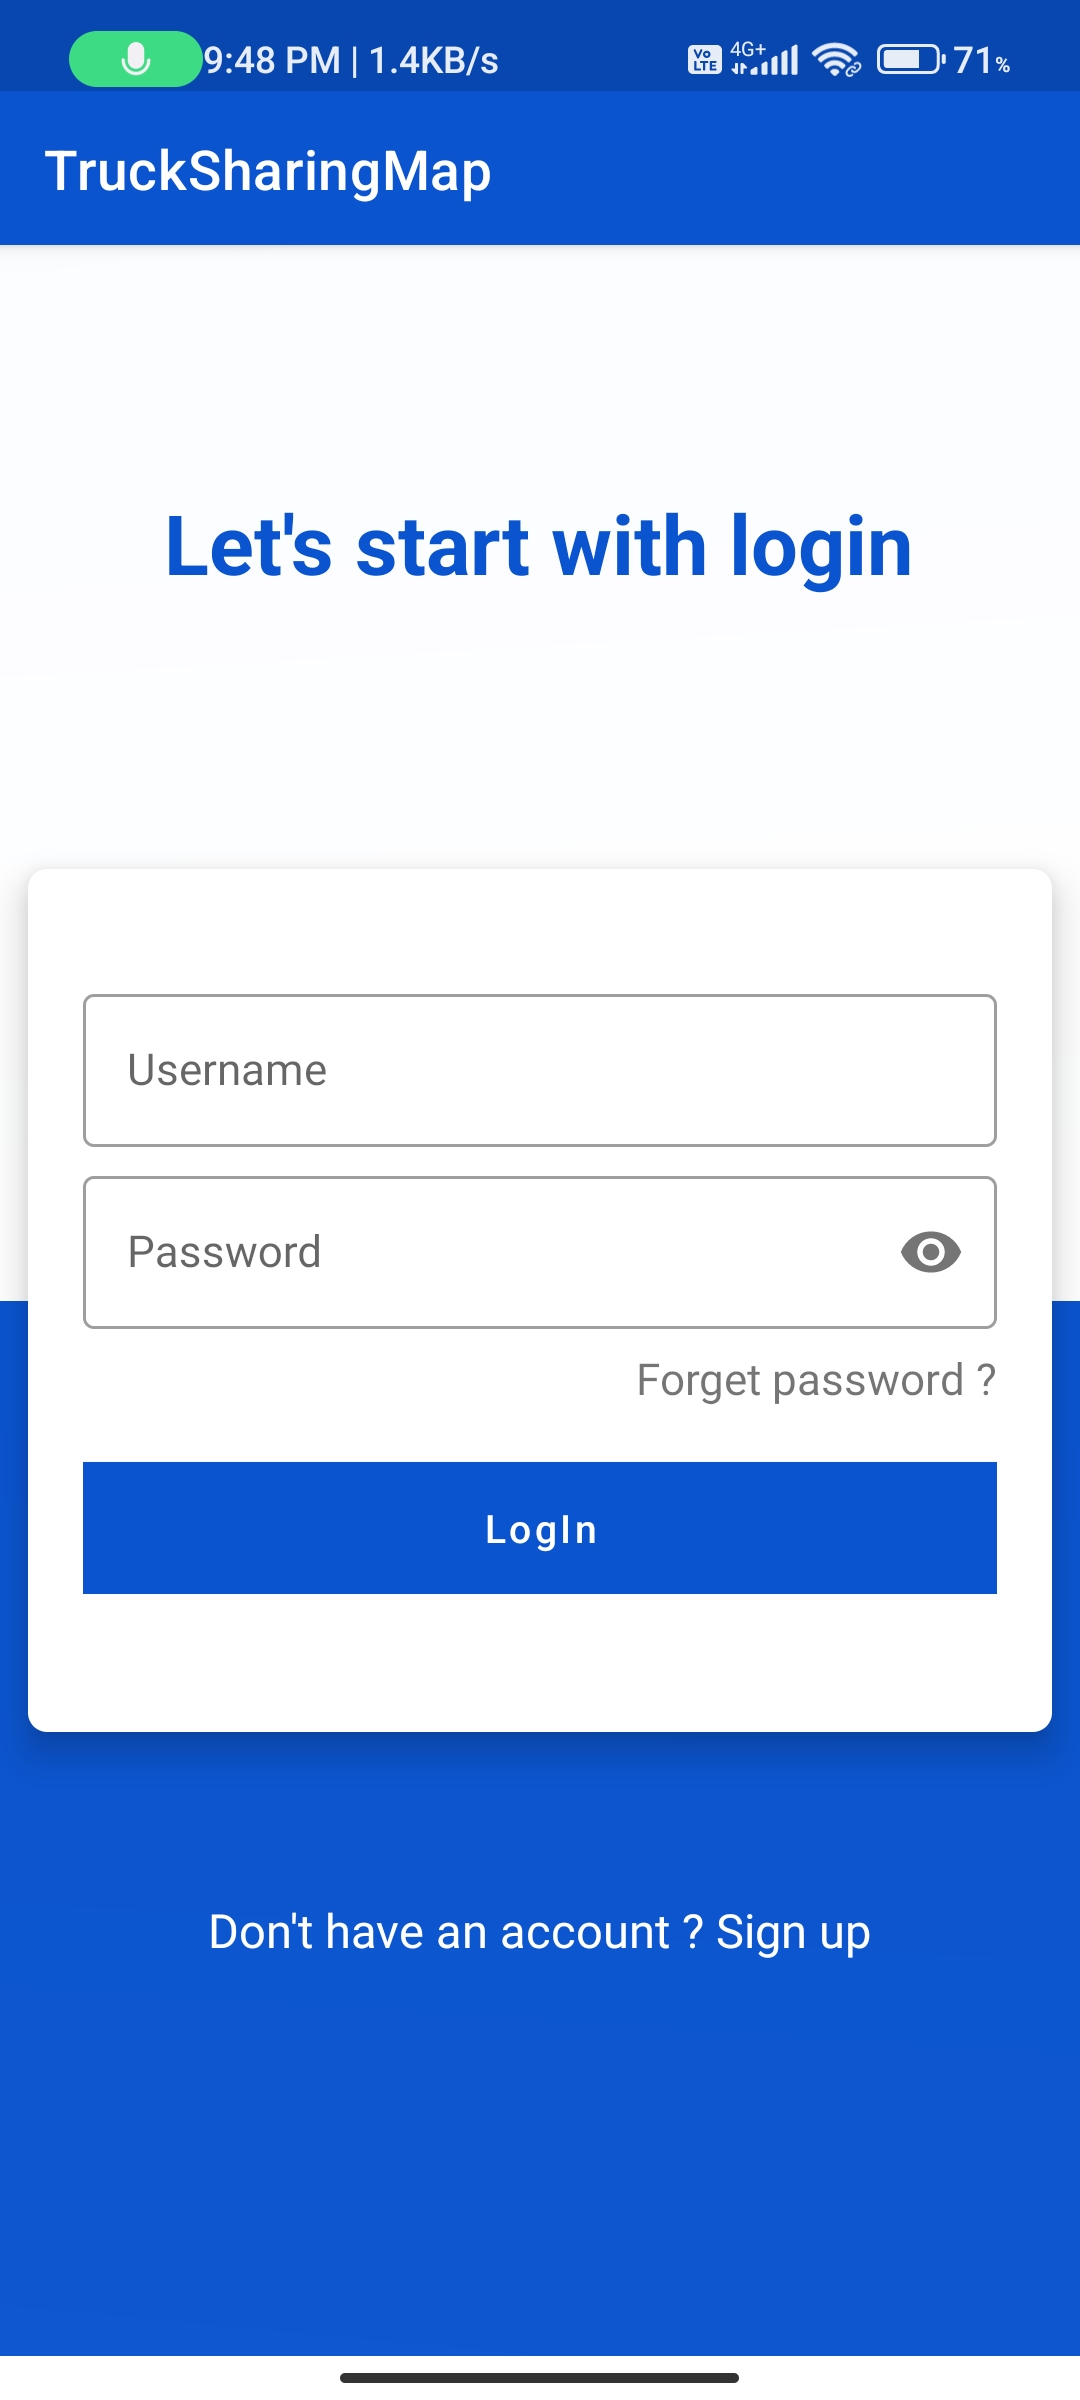 9:48 PM | 1.4KB/s Vo LTE 4G+ 71%
TruckSharingMap
Let's start with login
Username
Password
Forget password ?
LogIn
Don't have an account ? Sign up